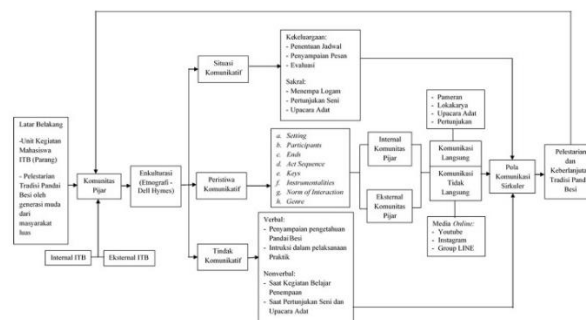 Latar Belakang
-Unit Kegiatan
Mahasiswa
ITB (Parang)
- Pelestarian
Tradisi Pandai
Besi oleh
generasi muda
dari
masyarakat
luas
Komunitas
Pijar
Internal ITB
Eksternal ITB
Enkulturasi
(Etnografi -
Dell Hymes)
Situasi
Komunikatif
Kekeluargaan:
- Penentuan Jadwal
- Penyampaian Pesan
- Evaluasi
Sakral:
- Menempa Logam
- Pertunjukan Seni
- Upacara Adat
Peristiwa
Komunikatif
a. Setting
b. Participants
c. Ends
d. Act Sequence
e. Keys
f. Instrumentalities
g. Norm of Interaction
h. Genre
Tindak
Komunikatif
Verbal:
- Penyampaian pengetahuan
Pandai Besi
- Intruksi dalam pelaksanaan
Praktik
Nonverbal:
- Saat Kegiatan Belajar
Penempaan
- Saat Pertunjukan Seni dan
Upacara Adat
Internal
Komunitas
Pijar
Eksternal
Komunitas
Pijar
- Pameran
- Lokakarya
- Upacara Adat
- Pertunjukan
Komunikasi
Langsung
Komunikasi
Tidak
Langsung
Media Online:
- Youtube
- Instagram
- Group LINE
Pola
Komunikasi
Sirkuler
Pelestarian
dan
Keberlanjutan
Tradisi Pandai
Besi